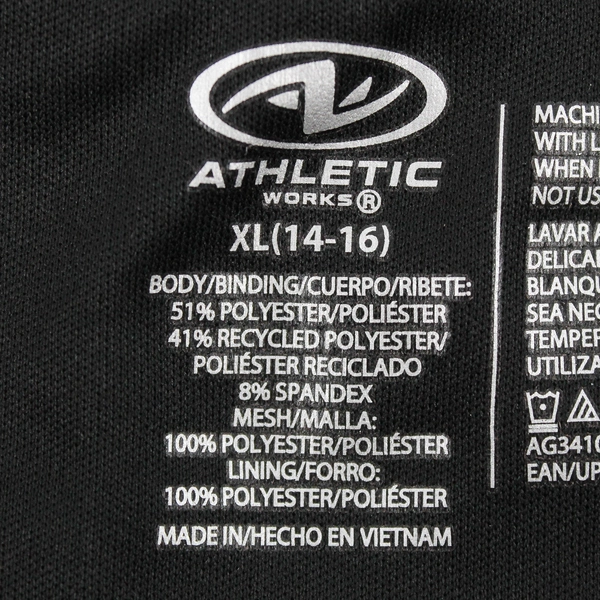 ATHLETIC
WORKS®
XL(14-16)
BODY/BINDING/CUERPO/RIBETE:
51% POLYESTER/POLIÉSTER
41% RECYCLED POLYESTER/
POLIÉSTER RECICLADO
8% SPANDEX
MESH/MALLA:
100% POLYESTER/POLIÉSTER
LINING/FORRO:
100% POLYESTER/POLIÉSTER
MADE IN/HECHO EN VIETNAM
MACHI
WITH L
WHEN
NOT US
LAVAR A
DELICA
BLANQU
SEA NEC
TEMPER
UTILIZA
AG3410
EAN/UP